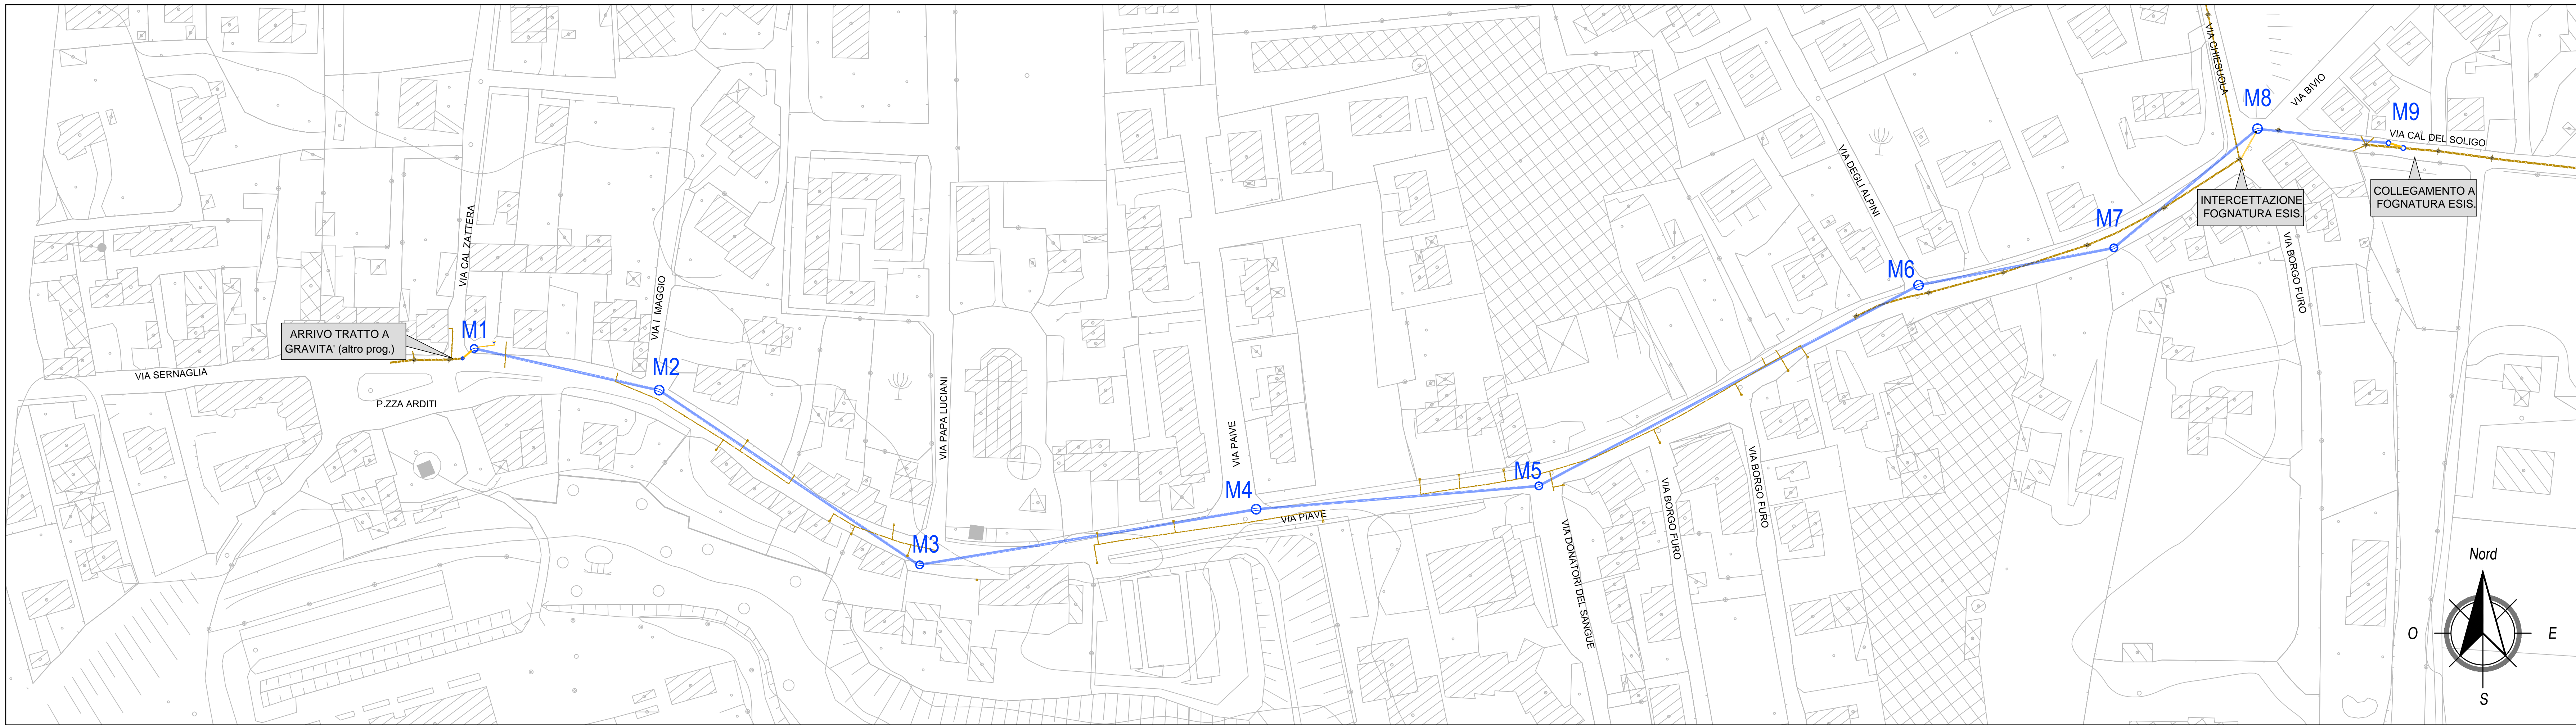 VIA CHIESUOLA
VIA BIVIO
M8
M9
VIA CAL DEL SOLIGO
VIA DEGLI ALPINI
COLLEGAMENTO A
FOGNATURA ESIS.
INTERCETTAZIONE
FOGNATURA ESIS.
M7
VIA CAL ZATTERA
VIA I MAGGIO
M6
VIA BORGO FURO
ARRIVO TRATTO A
GRAVITA' (altro prog.)
M1
VIA SERNAGLIA
M2
P.ZZA ARDITI
VIA PAPA LUCIANI
VIA PAIVE
M5
M4
VIA PIAVE
VIA BORGO FURO
VIA BORGO FURO
M3
VIA DONATORI DEL SANGUE
Nord
O
E
S